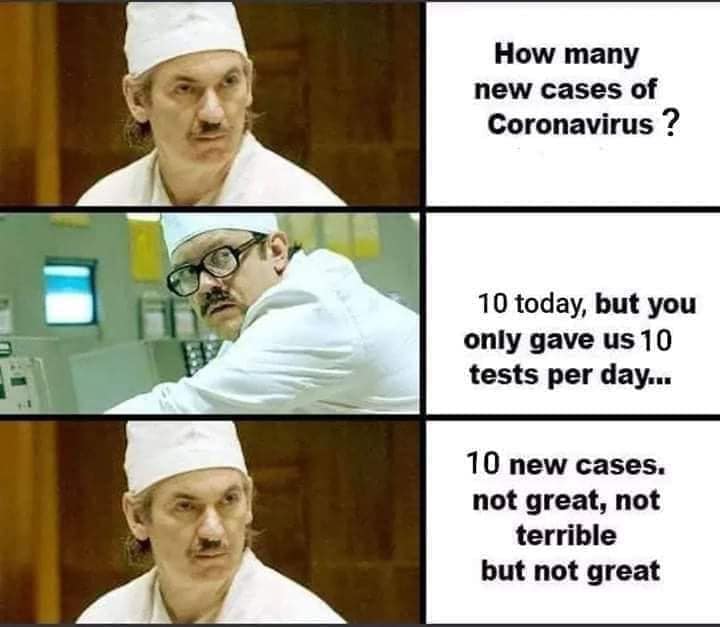 How many
new cases of
Coronavirus ?
10 today, but you
only gave us 10
tests per day...
10 new cases.
not great, not
terrible
but not great